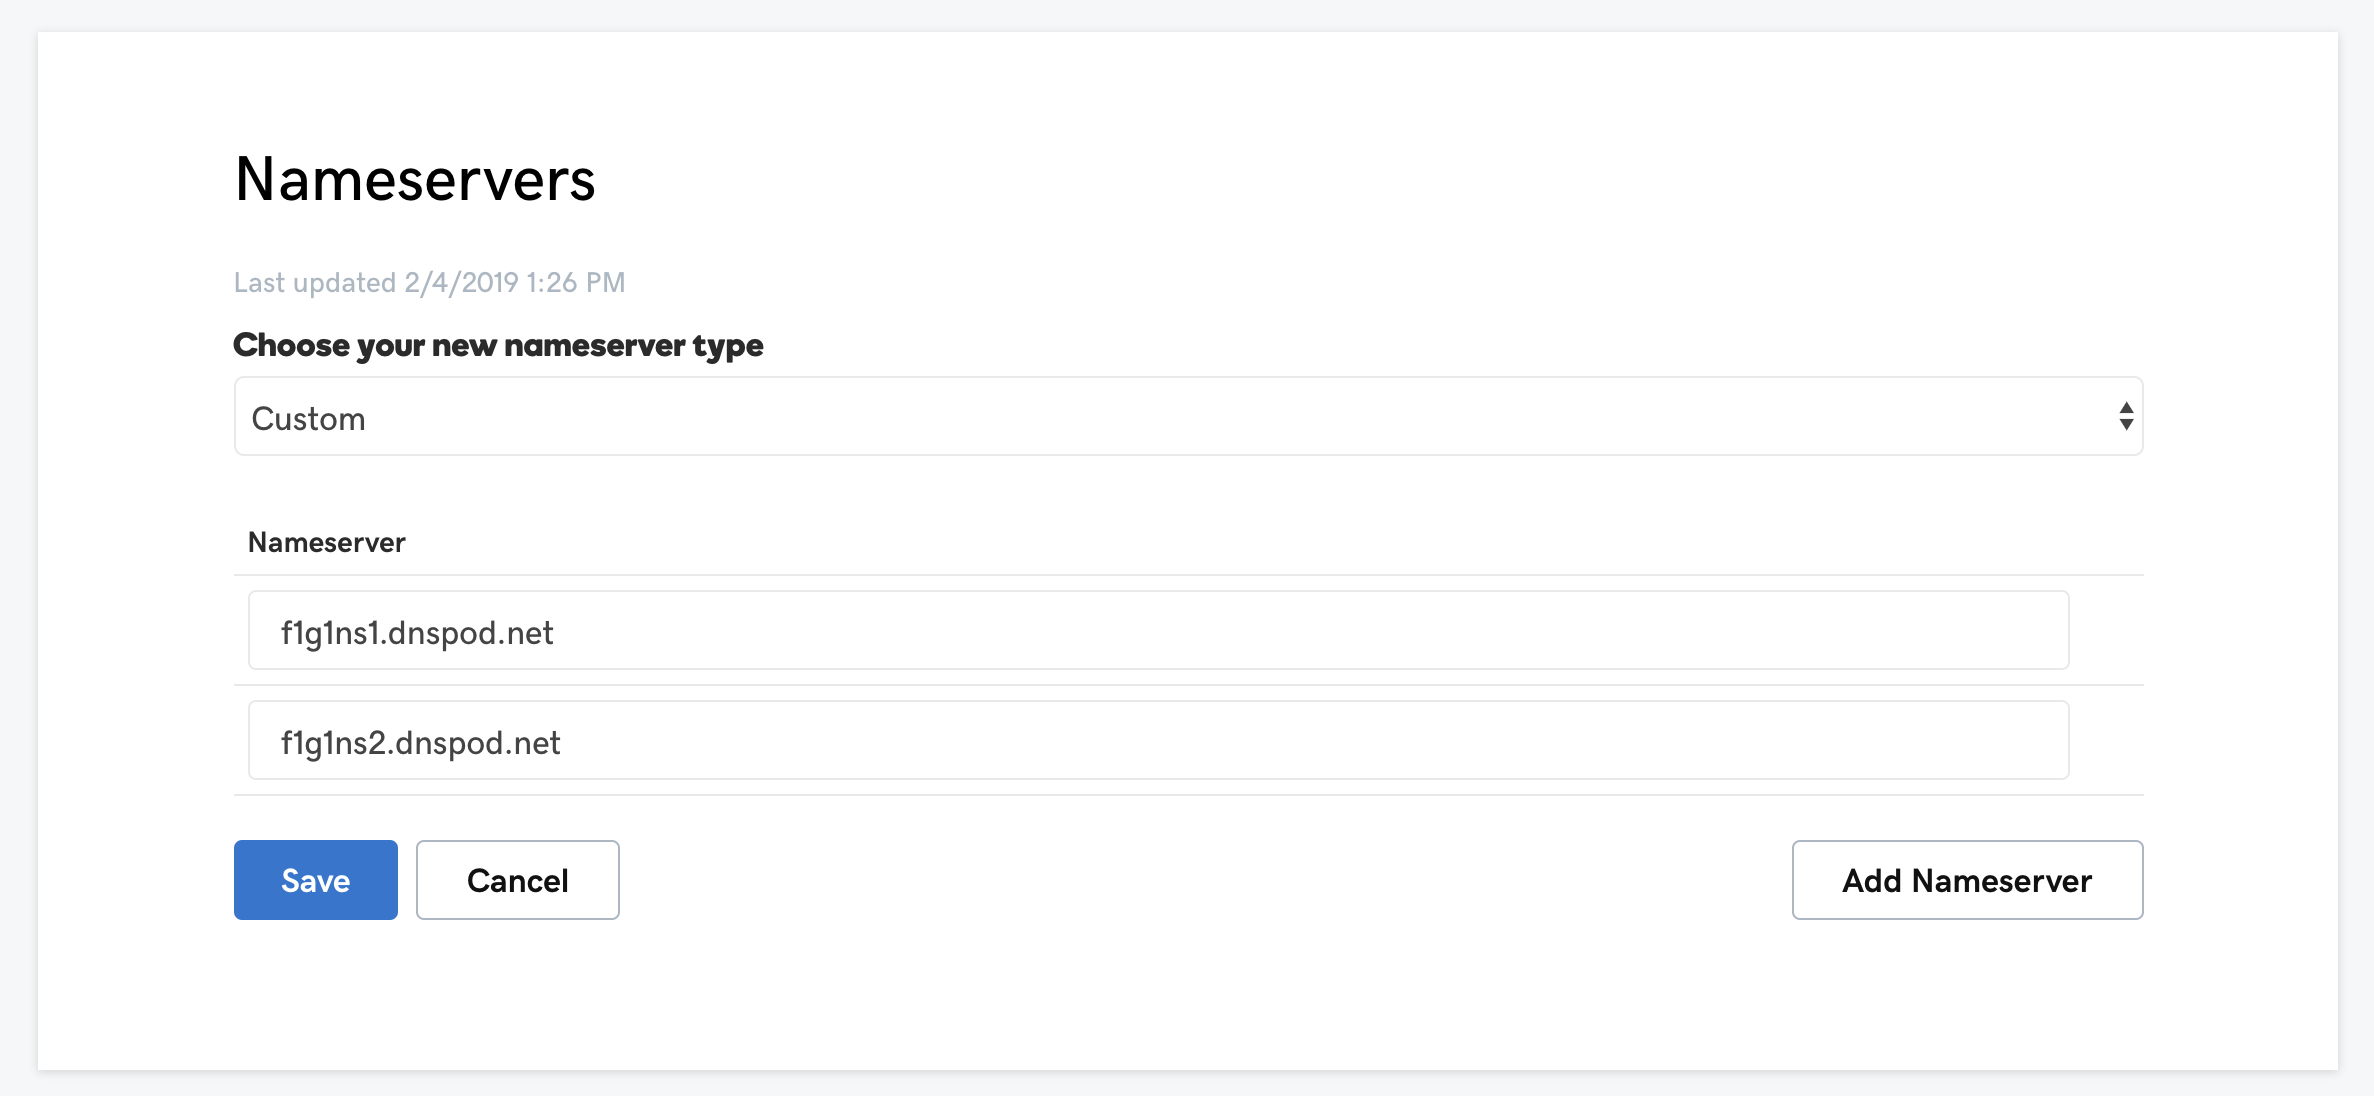 Nameservers
Last updated 2/4/2019 1:26 PM
Choose your new nameserver type
Custom
Nameserver
f1g1ns1.dnspod.net
f1g1ns2.dnspod.net
Save Cancel Add Nameserver